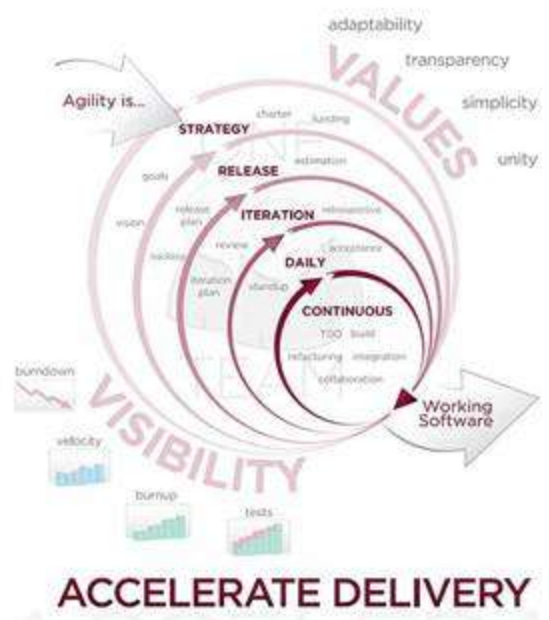 adaptability
VALUES
transparency
Agility is...
simplicity
charter
funding
STRATEGY
unity
ONE
estimation
RELEASE
goals
release
plan
ITERATION
retrospective
vision
review
acceptance
backlog
DAILY
iteration
plan
standup
CONTINUOUS
TDD build
refactoring integration
TEAM
collaboration
burndown
Working
Software
VISIBILITY
velocity
burnup
tests
ACCELERATE DELIVERY